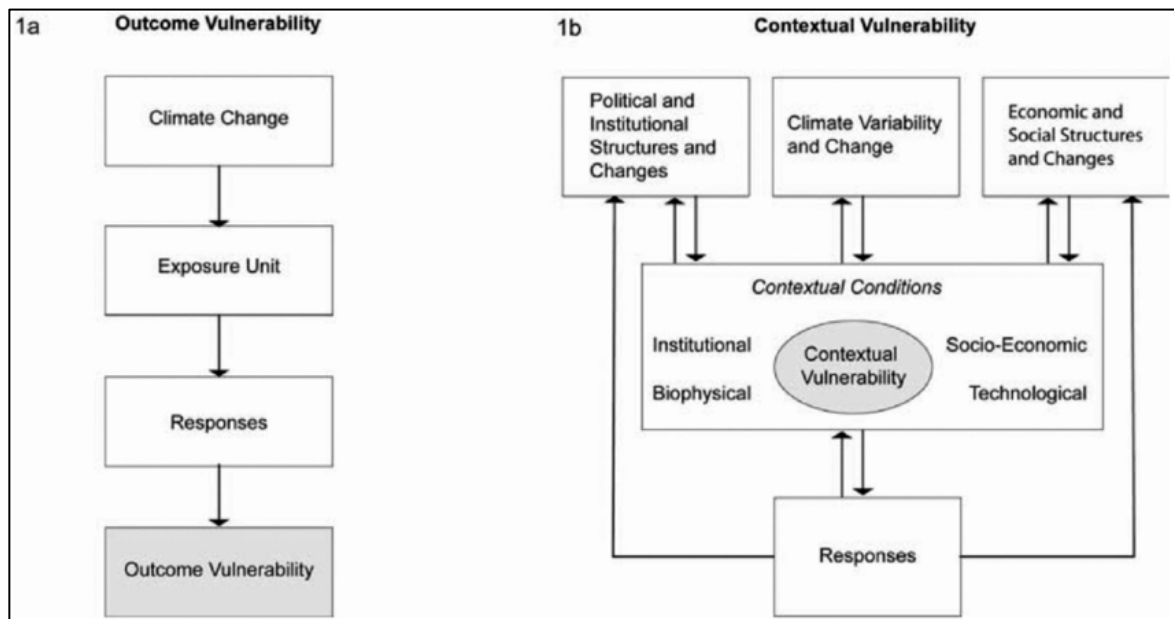 1a
Outcome Vulnerability
Climate Change
Exposure Unit
Responses
Outcome Vulnerability
1b
Contextual Vulnerability
Political and
Institutional
Structures and
Changes
Climate Variability
and Change
Economic and
Social Structures
and Changes
Contextual Conditions
Institutional
Biophysical
Contextual
Vulnerability
Socio-Economic
Technological
Responses